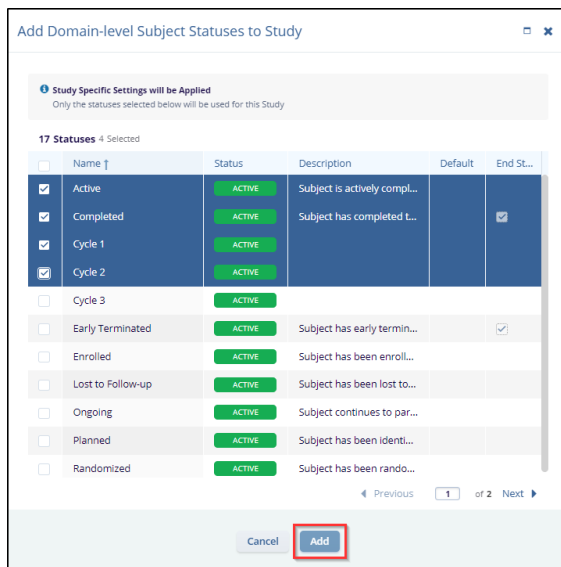 Add Domain-level Subject Statuses to Study
Study Specific Settings will be Applied
Only the statuses selected below will be used for this Study
17 Statuses 4 Selected
Name Status Description Default End St...
Active ACTIVE Subject is actively compl...
Completed ACTIVE Subject has completed t...
Cycle 1 ACTIVE
Cycle 2 ACTIVE
Cycle 3 ACTIVE
Early Terminated ACTIVE Subject has early termin...
Enrolled ACTIVE Subject has been enroll...
Lost to Follow-up ACTIVE Subject has been lost to...
Ongoing ACTIVE Subject continues to par...
Planned ACTIVE Subject has been identi...
Randomized ACTIVE Subject has been rando...
Previous 1 of 2 Next
Cancel Add